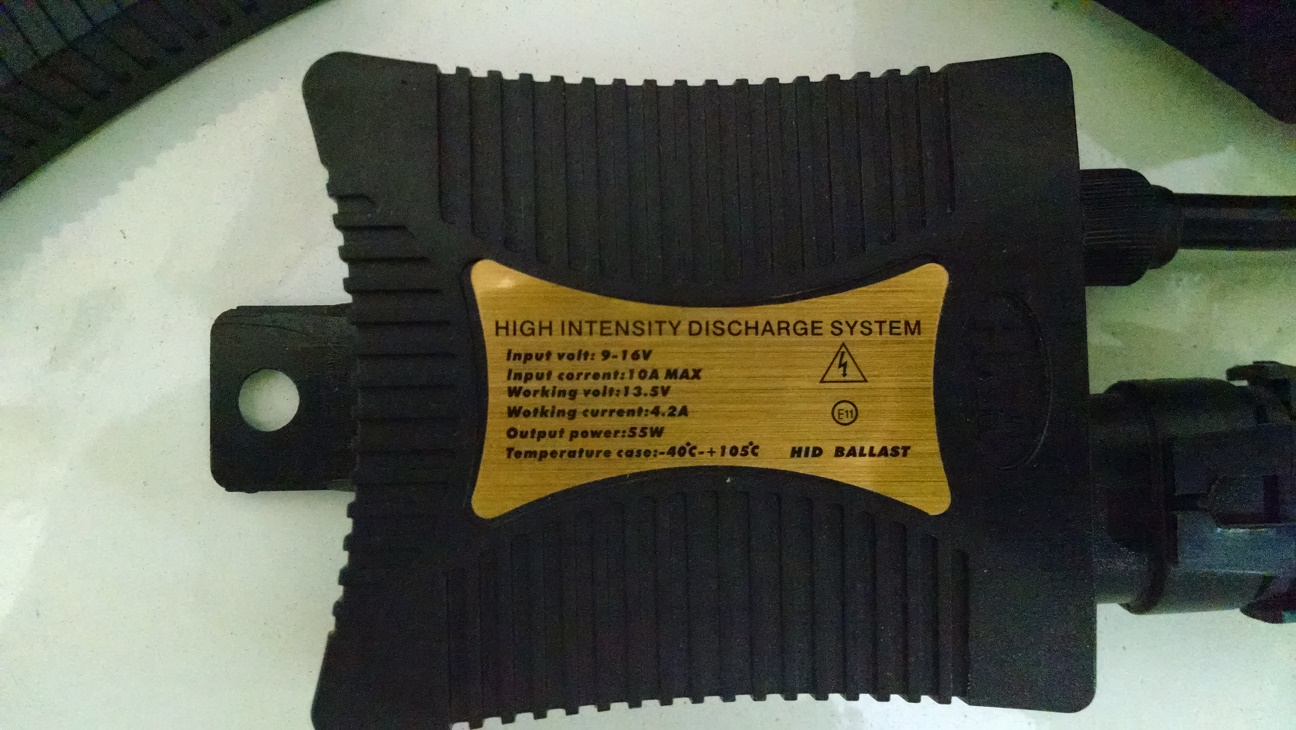 HIGH INTENSITY DISCHARGE SYSTEM
Input volt: 9-16V
Input corrent:10A MAX
Working volt:13.5V
Wotking current:4.2A
E11
Output power:55W
Temperature case:-40℃-+105℃ HID BALLAST